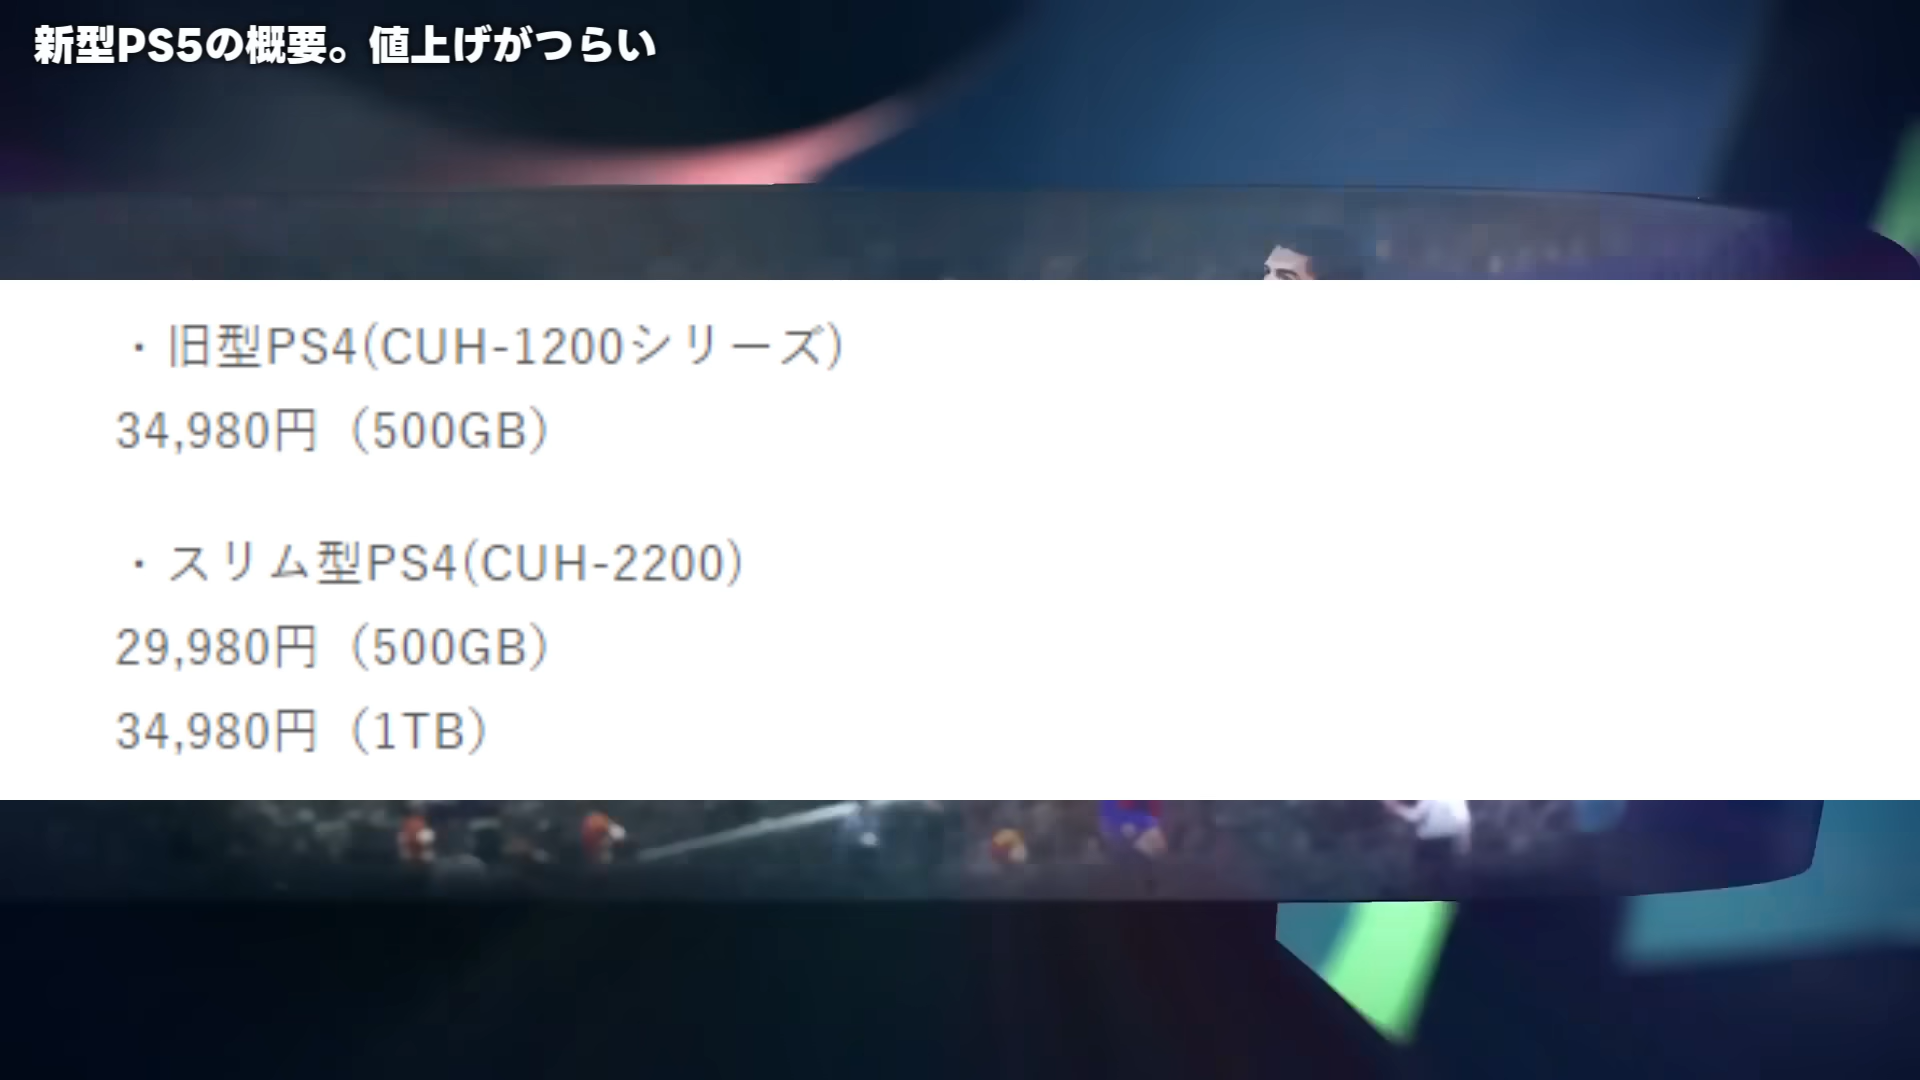 新型PS5の概要。値上げがつらい
・旧型PS4(CUH-1200シリーズ)
34,980円（500GB）
・スリム型PS4(CUH-2200)
29,980円（500GB）
34,980円（1TB）